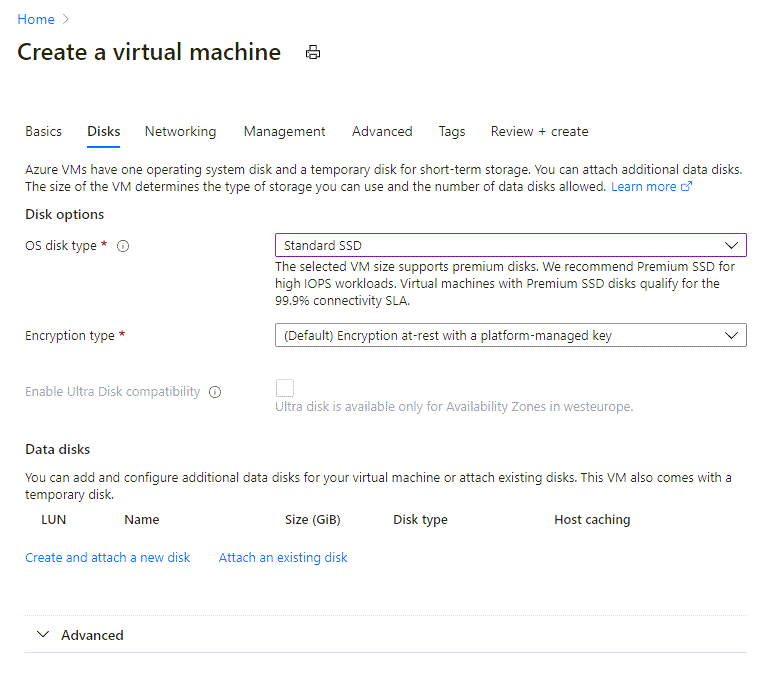 Home
Create a virtual machine
Basics Disks Networking Management Advanced Tags Review + create
Azure VMs have one operating system disk and a temporary disk for short-term storage. You can attach additional data disks.
The size of the VM determines the type of storage you can use and the number of data disks allowed. Learn more
Disk options
OS disk type *
Standard SSD
The selected VM size supports premium disks. We recommend Premium SSD for
high IOPS workloads. Virtual machines with Premium SSD disks qualify for the
99.9% connectivity SLA.
Encryption type *
(Default) Encryption at-rest with a platform-managed key
Enable Ultra Disk compatibility
Ultra disk is available only for Availability Zones in westeurope.
Data disks
You can add and configure additional data disks for your virtual machine or attach existing disks. This VM also comes with a
temporary disk.
LUN Name Size (GiB) Disk type Host caching
Create and attach a new disk Attach an existing disk
Advanced